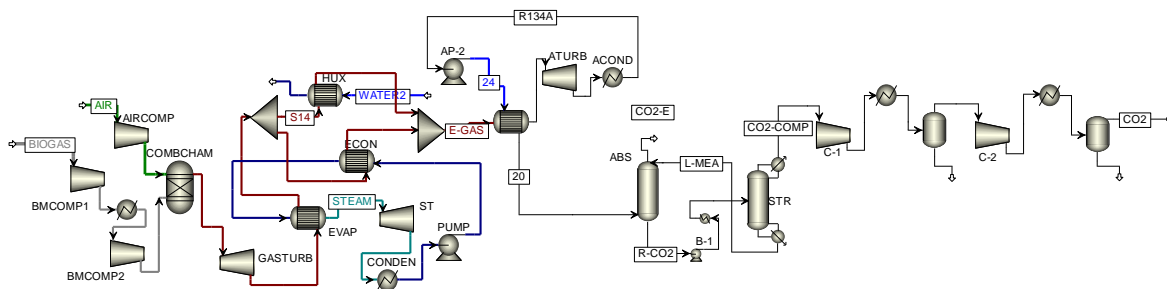 R134A
AP-2
ATURB
ACOND
HUX
24
WATER2
AIR
AIRCOMP
S14
E-GAS
CO2-E
CO2-COMP
CO2
BIOGAS
COMBCHAM
ECON
ABS
L-MEA
C-1
C-2
20
BMCOMP1
STEAM
ST
STR
EVAP
PUMP
BMCOMP2
GASTURB
CONDEN
R-CO2
B-1